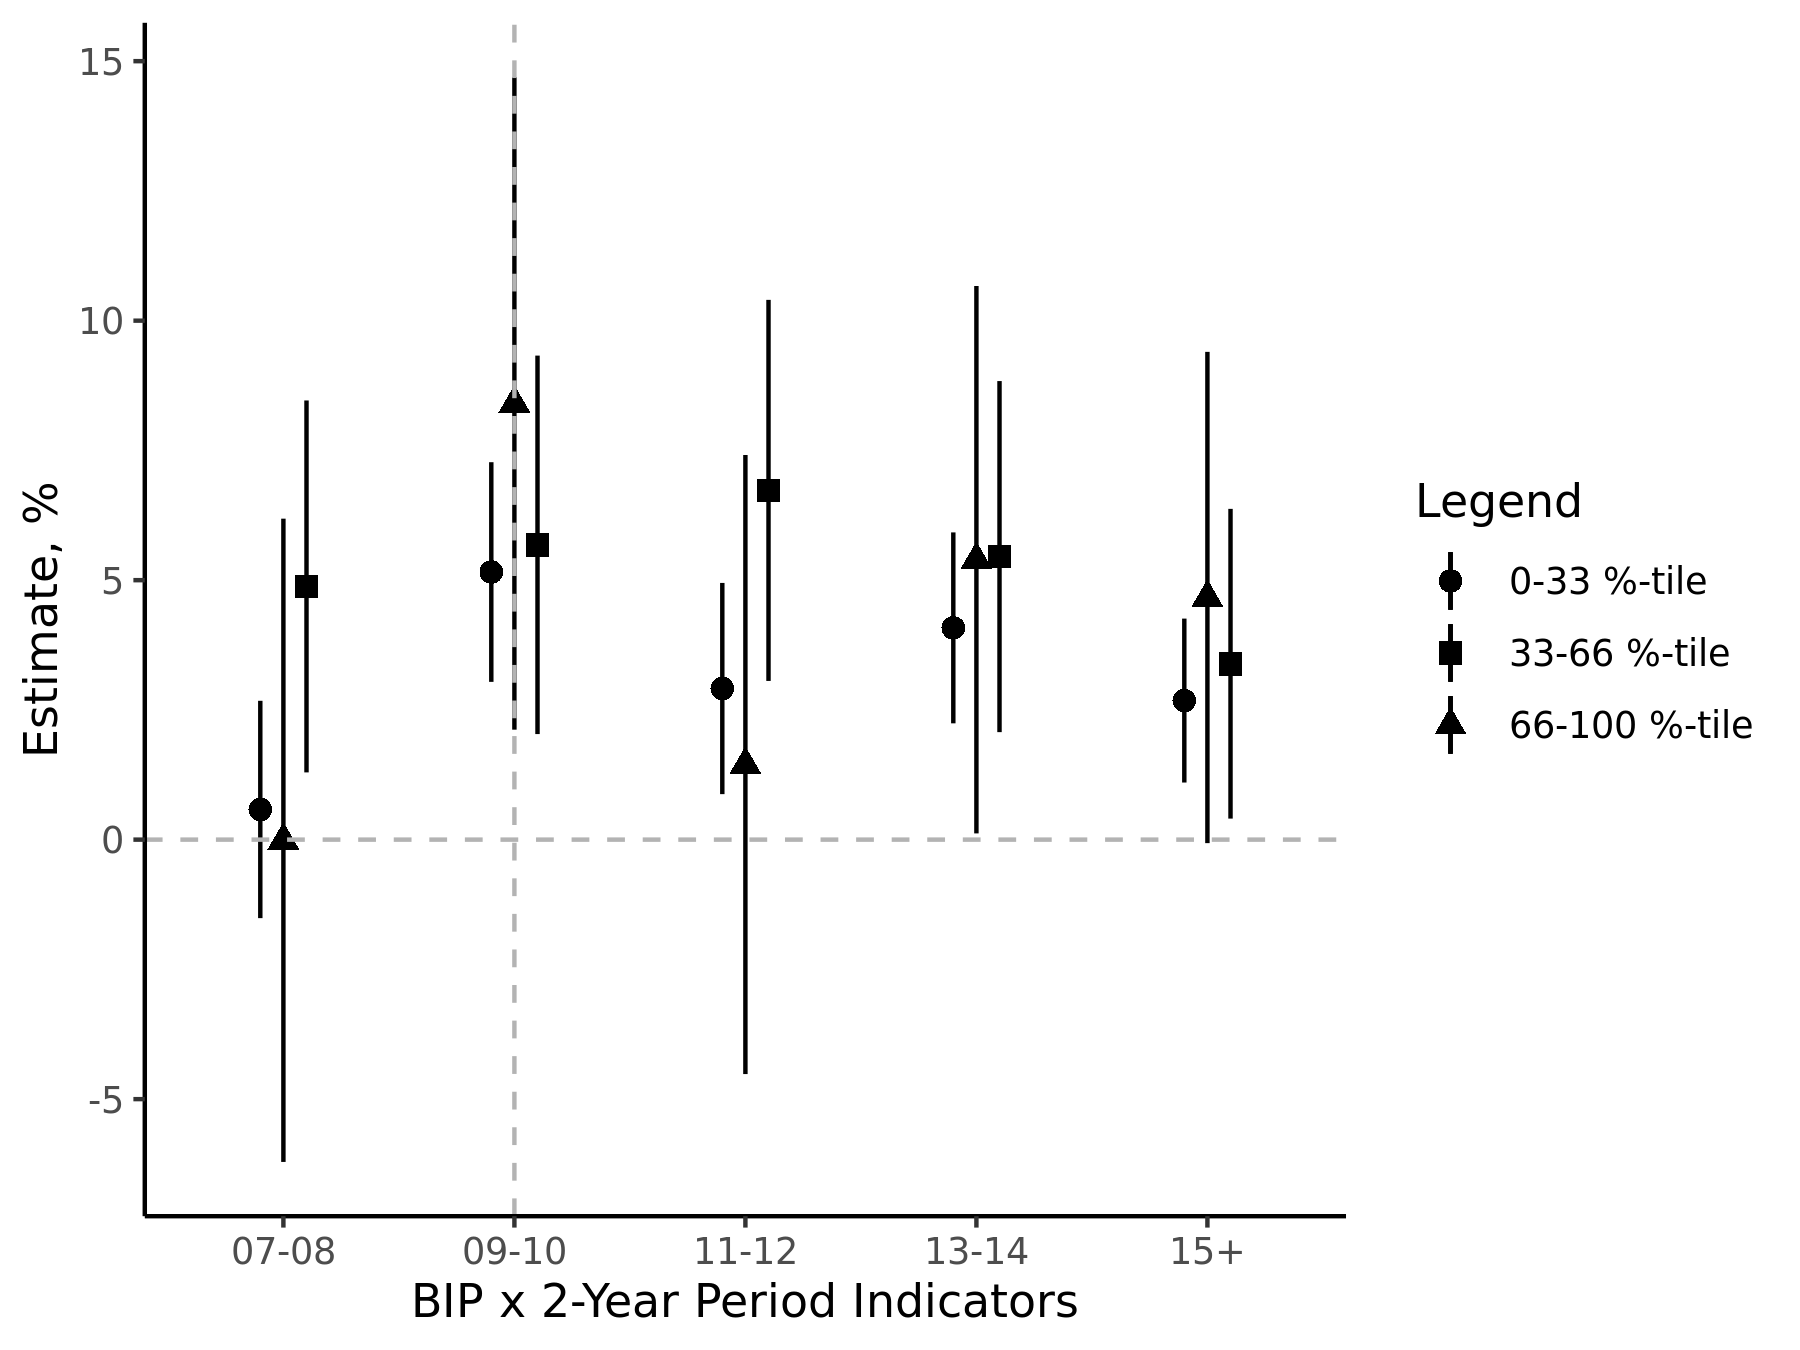 15
10
5
0
-5
Estimate, %
07-08 09-10 11-12 13-14 15+
BIP x 2-Year Period Indicators
Legend
0-33 %-tile
33-66 %-tile
66-100 %-tile